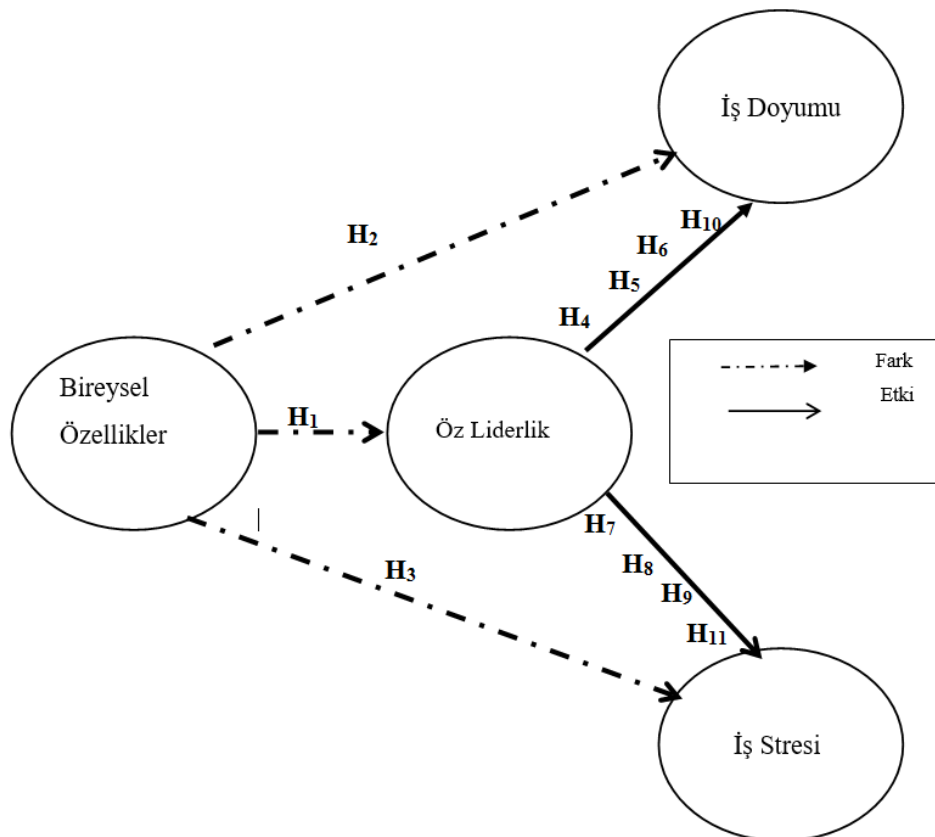 İş Doyumu
H2
H10
H6
H5
H4
Bireysel
Özellikler
H1
Öz Liderlik
Fark
Etki
H7
H8
H3
H9
H11
İş Stresi